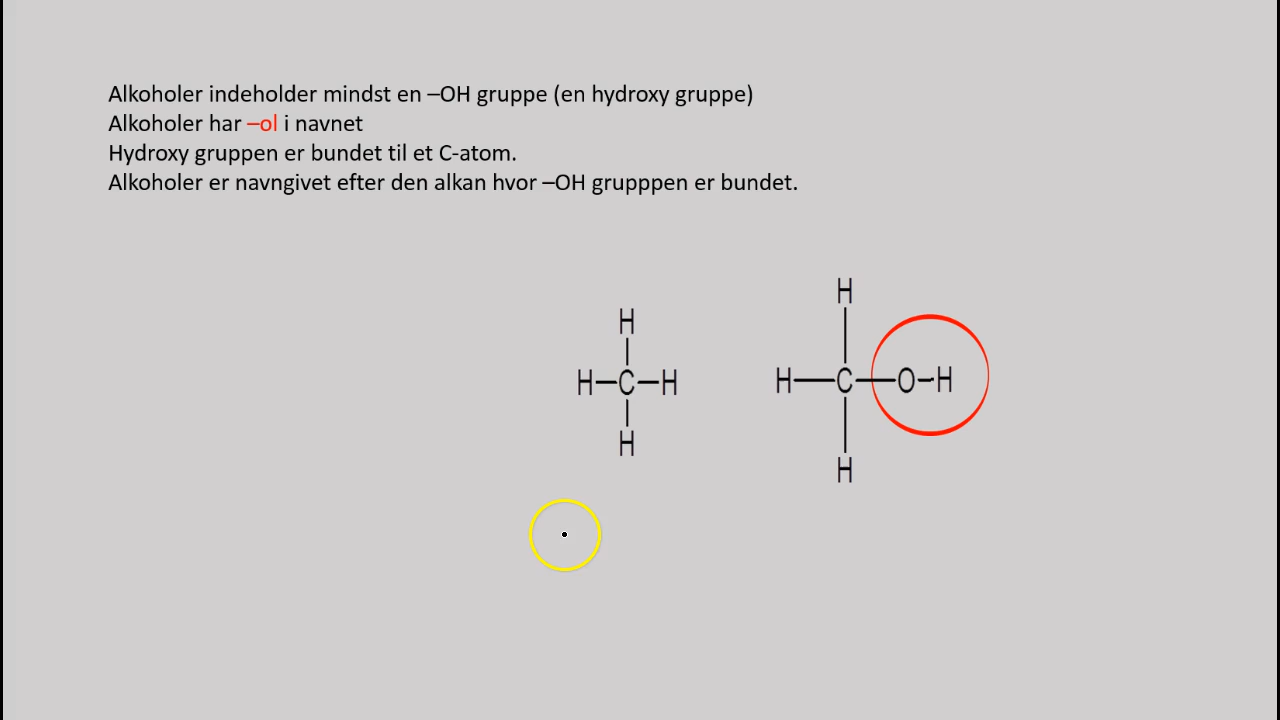 Alkoholer indeholder mindst en –OH gruppe (en hydroxy gruppe)
Alkoholer har –ol i navnet
Hydroxy gruppen er bundet til et C-atom.
Alkoholer er navngivet efter den alkan hvor –OH grupppen er bundet.
H
H–C–H
H
H
H–C–O–H
H